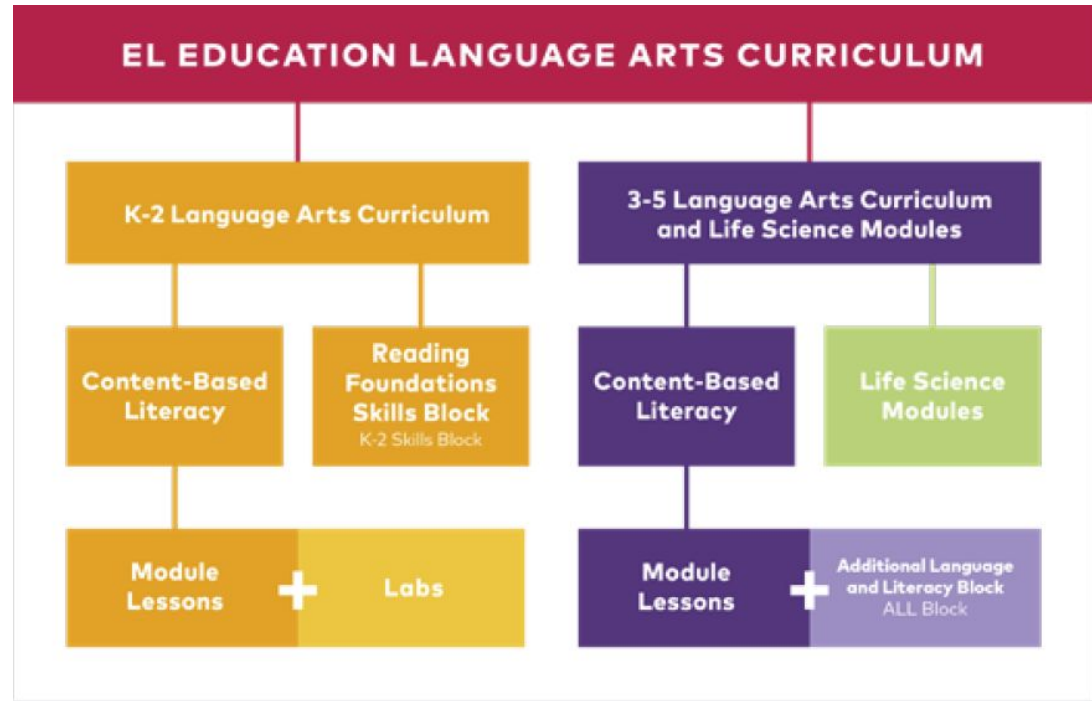 EL EDUCATION LANGUAGE ARTS CURRICULUM
K-2 Language Arts Curriculum
3-5 Language Arts Curriculum
and Life Science Modules
Content-Based
Literacy
Reading
Foundations
Skills Block
K-2 Skills Block
Content-Based
Literacy
Life Science
Modules
Module
Lessons
+
Labs
Module
Lessons
+
Additional Language
and Literacy Block
ALL Block